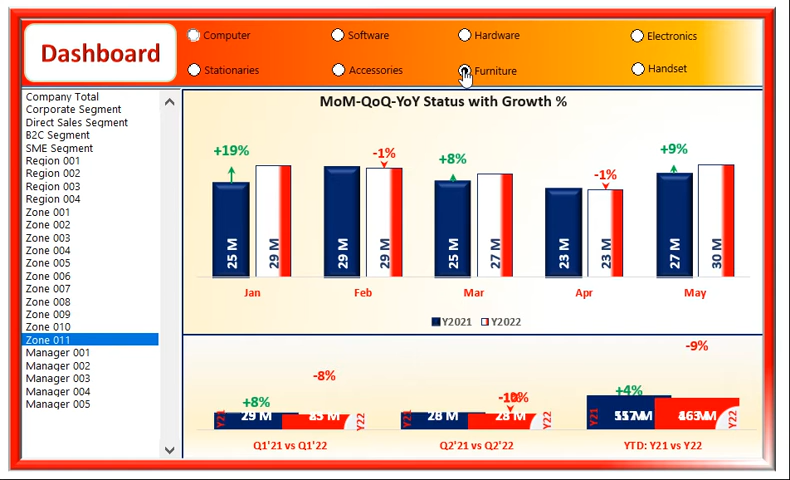 Dashboard
Computer
Software
Hardware
Electronics
Stationaries
Accessories
Furniture
Handset
Company Total
Corporate Segment
Direct Sales Segment
B2C Segment
SME Segment
Region 001
Region 002
Region 003
Region 004
Zone 001
Zone 002
Zone 003
Zone 004
Zone 005
Zone 006
Zone 007
Zone 008
Zone 009
Zone 010
Zone 011
Manager 001
Manager 002
Manager 003
Manager 004
Manager 005
MoM-QoQ-YoY Status with Growth %
+19%
-1%
+8%
-1%
+9%
25 M
29 M
29 M
29 M
25 M
27 M
23 M
23 M
27 M
30 M
Jan
Feb
Mar
Apr
May
Y2021
Y2022
+8%
-8%
+4%
-9%
Y21
29 M
Y22
Y21
28 M
28 M
Y22
Y21
Y22
Q1'21 vs Q1'22
Q2'21 vs Q2'22
YTD: Y21 vs Y22